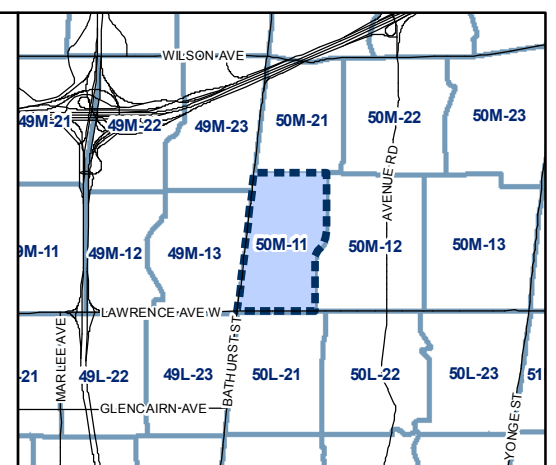 WILSON AVE
49M-21
49M-22
49M-23
50M-21
50M-22
50M-23
AVENUE RD
9M-11
49M-12
49M-13
50M-11
50M-12
50M-13
LAWRENCE AVE W
MARLEE AVE
BATHURST ST
-21
49L-22
49L-23
50L-21
50L-22
50L-23
51
GLENCAIRN AVE
YONGE ST